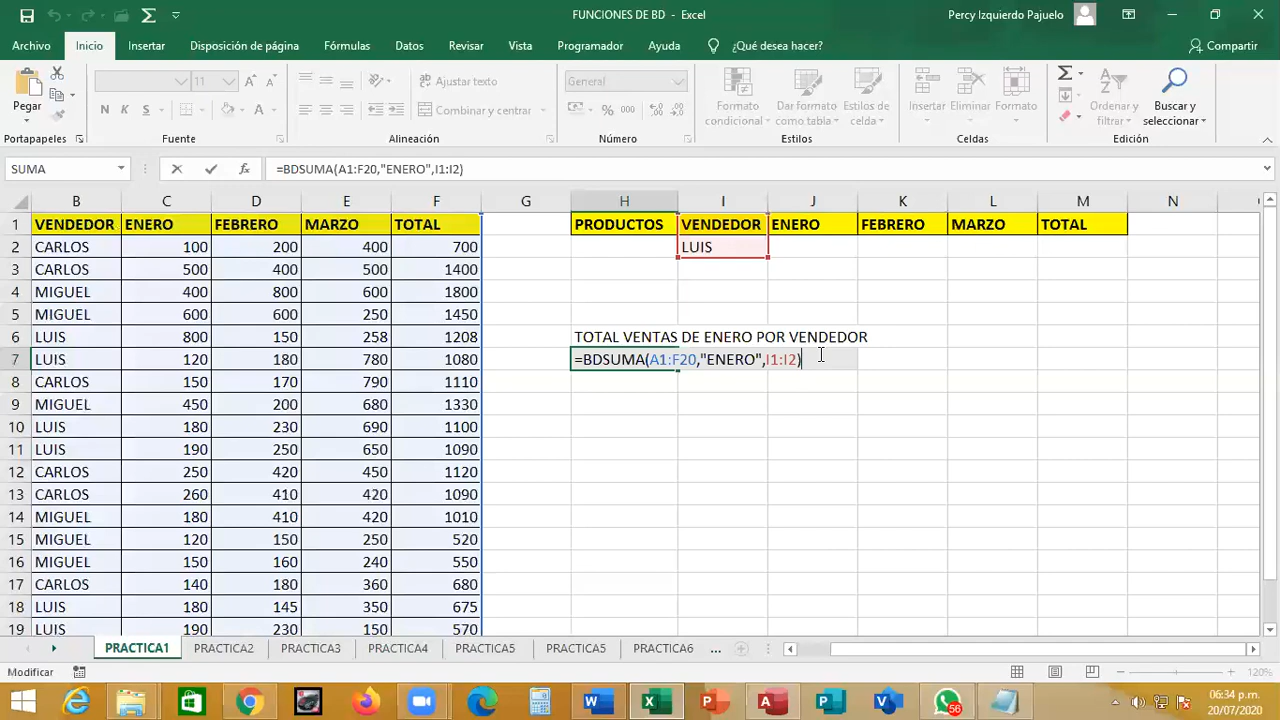 FUNCIONES DE BD - Excel
Percy Izquierdo Pajuelo
Archivo Inicio Insertar Disposición de página Fórmulas Datos Revisar Vista Programador Ayuda ¿Qué desea hacer? Compartir
Pegar
11
N K S
A A
Ajustar texto
Combinar y centrar
General
% 000
Formato condicional
Dar formato como tabla
Estilos de celda
Insertar
Eliminar
Formato
Ordenar y filtrar
Buscar y seleccionar
Portapapeles Fuente Alineación Número Estilos Celdas Edición
SUMA
fx
=BDSUMA(A1:F20,"ENERO",I1:I2)
B C D E F G H I J K L M N
1 VENDEDOR ENERO FEBRERO MARZO TOTAL PRODUCTOS VENDEDOR ENERO FEBRERO MARZO TOTAL
2 CARLOS 100 200 400 700 LUIS
3 CARLOS 500 400 500 1400
4 MIGUEL 400 800 600 1800
5 MIGUEL 600 600 250 1450
6 LUIS 800 150 258 1208 TOTAL VENTAS DE ENERO POR VENDEDOR
7 LUIS 120 180 780 1080 =BDSUMA(A1:F20,"ENERO",I1:I2)
8 CARLOS 150 170 790 1110
9 MIGUEL 450 200 680 1330
10 LUIS 180 230 690 1100
11 LUIS 190 250 650 1090
12 CARLOS 250 420 450 1120
13 CARLOS 260 410 420 1090
14 MIGUEL 180 410 420 1010
15 MIGUEL 120 150 250 520
16 MIGUEL 150 160 240 550
17 CARLOS 140 180 360 680
18 LUIS 180 145 350 675
19 LUIS 190 230 150 570
PRACTICA1 PRACTICA2 PRACTICA3 PRACTICA4 PRACTICA5 PRACTICA5 PRACTICA6 ...
Modificar
120%
56
06:34 p.m.
20/07/2020